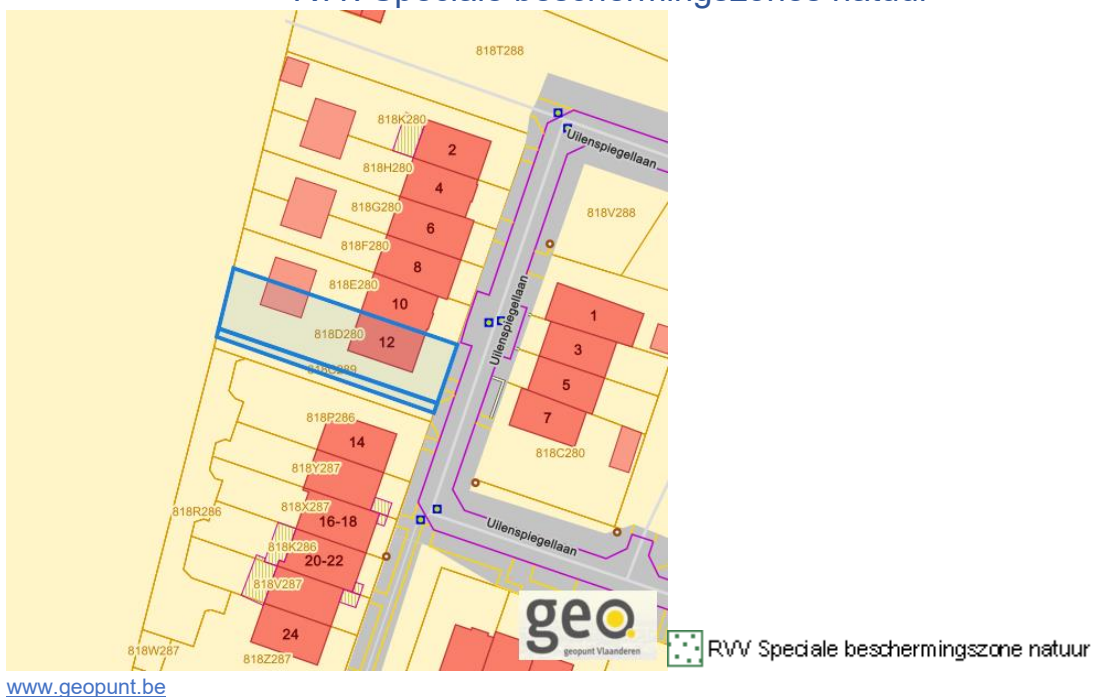 RVV Speciale beschermingszones natuur
818T288
818K280
2
Uilenspiegellaan
818H280
4
818G280
818V288
6
818F280
8
818E280
10
1
818D280
12
Uilenspiegellaan
3
5
818P286
7
14
818C280
818Y287
818R286
818X287
16-18
Uilenspiegellaan
818K286
20-22
818V287
24
818W287
818Z287
geo
geopunt Vlaanderen
RVV Speciale beschermingszone natuur
www.geopunt.be